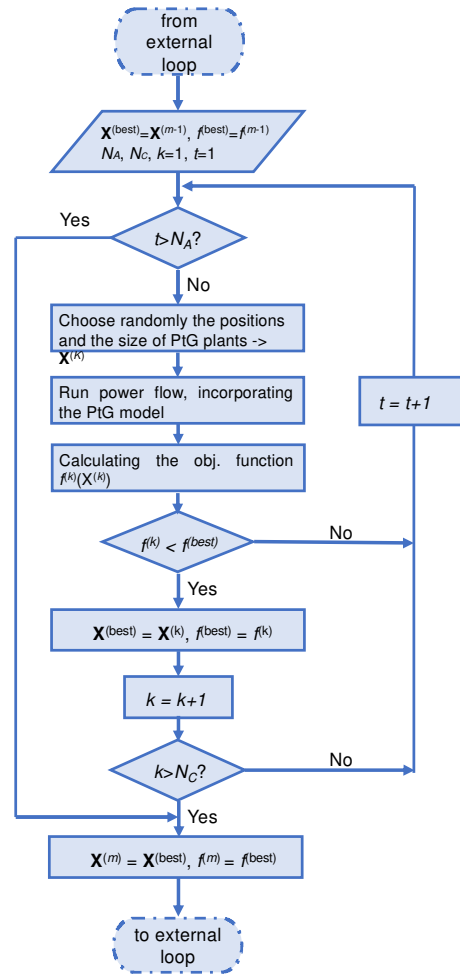 from
external
loop
X(best)=X(m-1), f(best)=f(m-1)
NA, NC, k=1, t=1
Yes
t>NA?
No
Choose randomly the positions
and the size of PtG plants ->
X(k)
Run power flow, incorporating
the PtG model
t = t+1
Calculating the obj. function
f(k)(X(k))
f(k) < f(best)
No
Yes
X(best) = X(k), f(best) = f(k)
k = k+1
k>NC?
No
Yes
X(m) = X(best), f(m) = f(best)
to external
loop